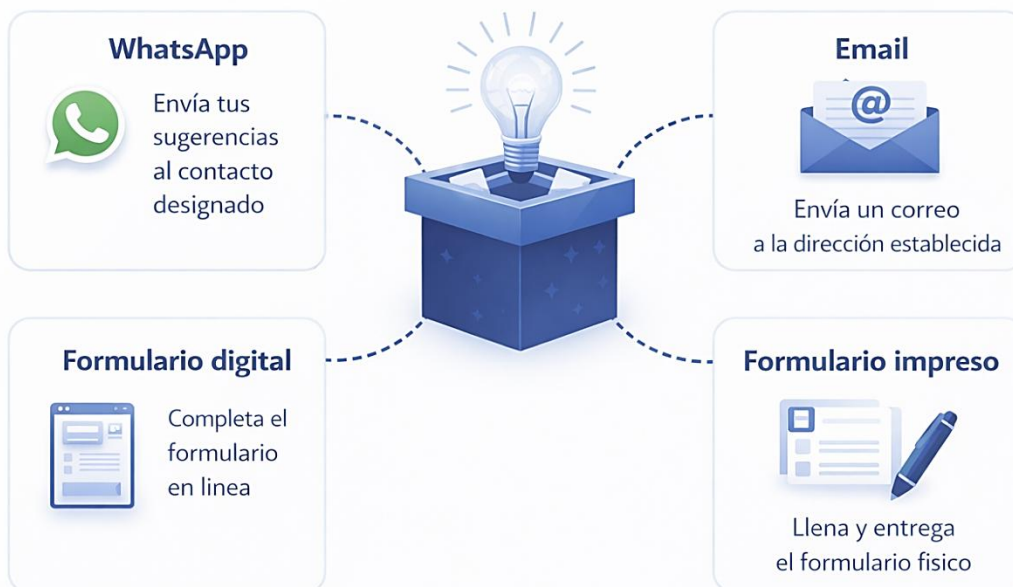 WhatsApp
Envía tus
sugerencias
al contacto
designado
Email
@
Envía un correo
a la dirección establecida
Formulario digital
Completa el
formulario
en linea
Formulario impreso
Llena y entrega
el formulario fisico